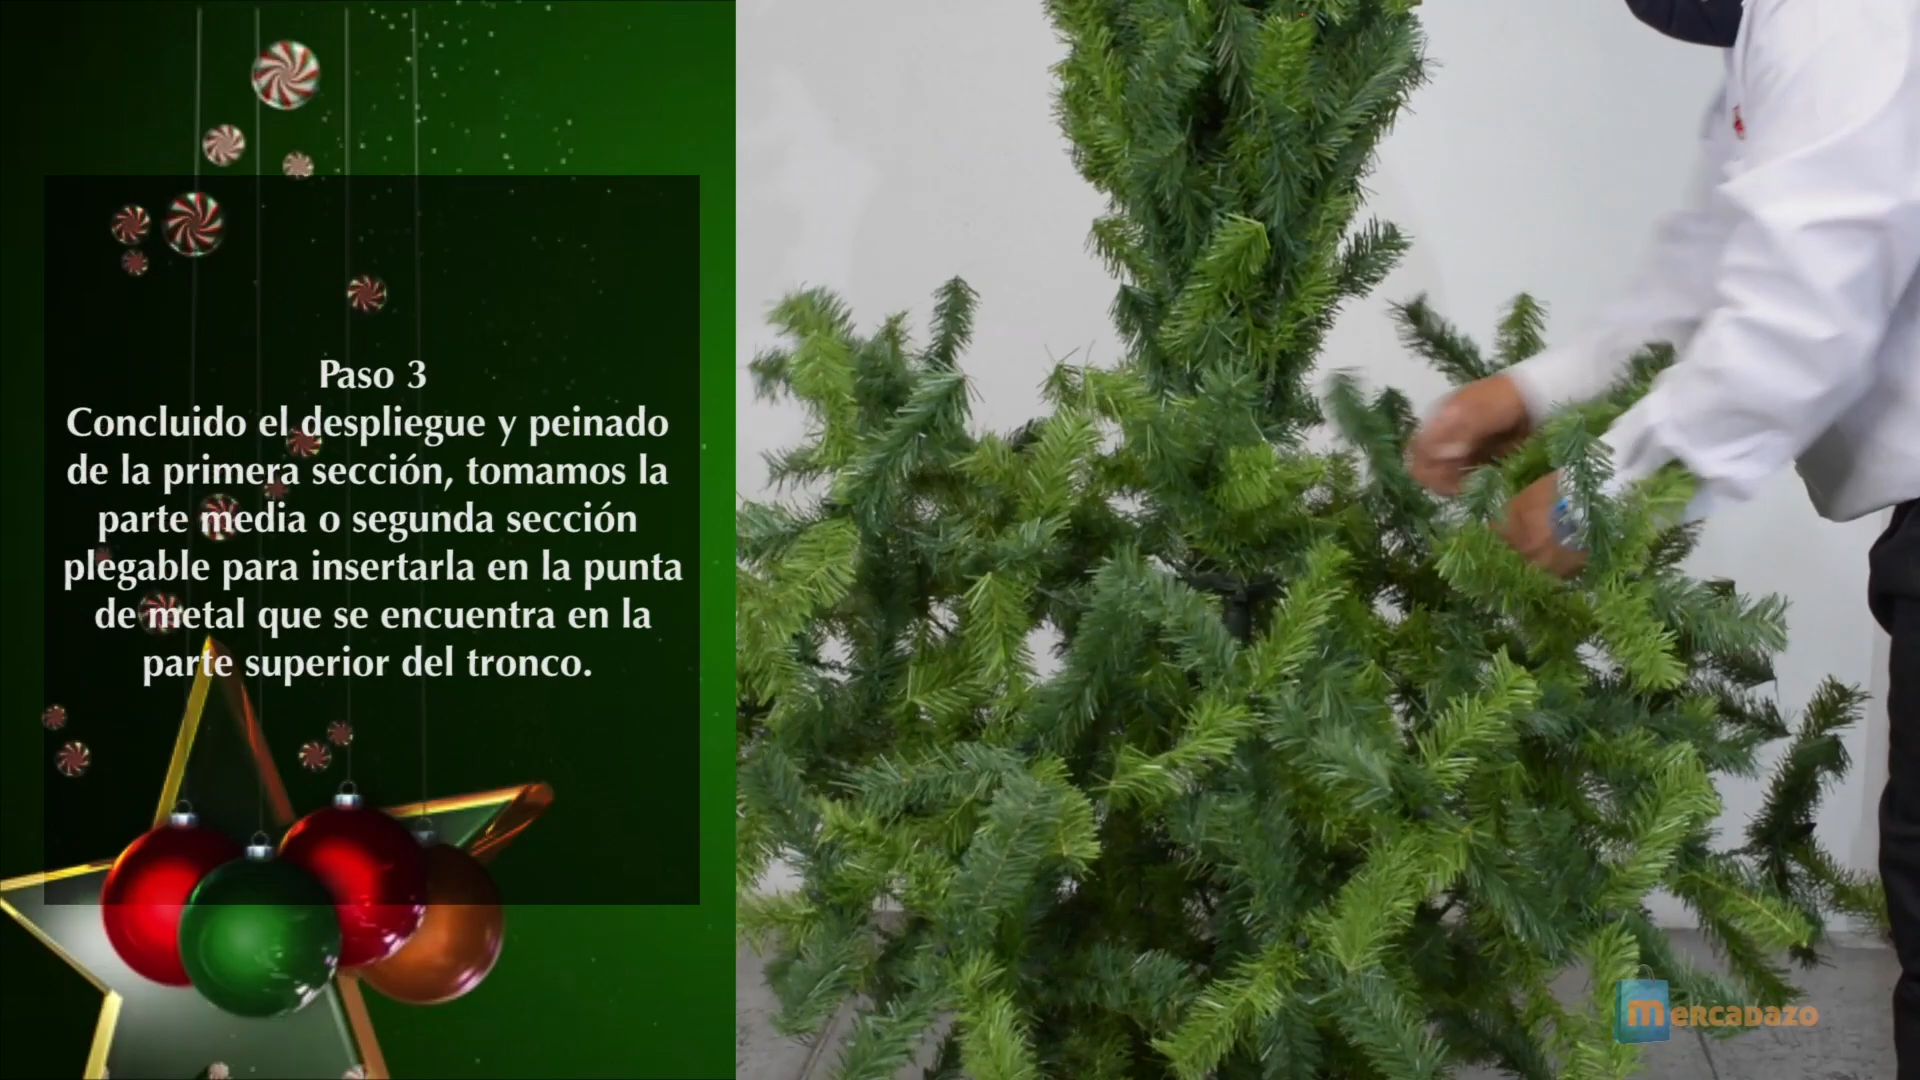 Paso 3
Concluido el despliegue y peinado
de la primera sección, tomamos la
parte media o segunda sección
plegable para insertarla en la punta
de metal que se encuentra en la
parte superior del tronco.
mercadazo